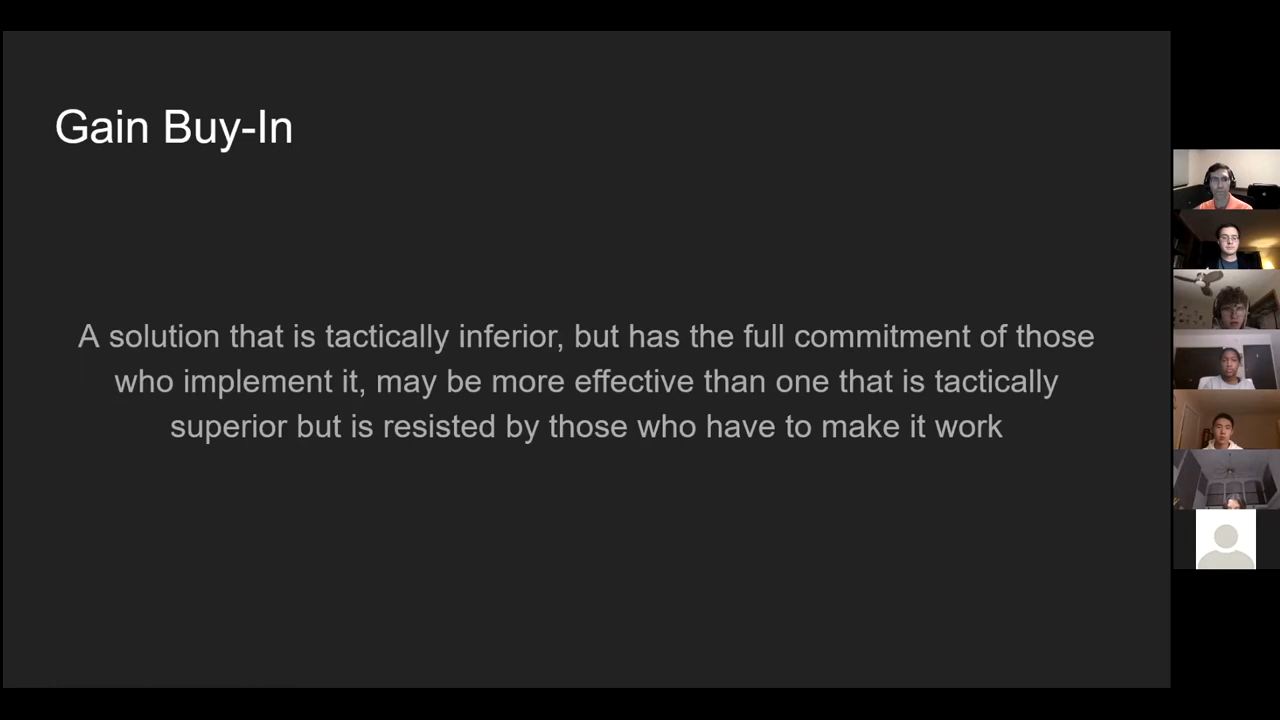 Gain Buy-In
A solution that is tactically inferior, but has the full commitment of those
who implement it, may be more effective than one that is tactically
superior but is resisted by those who have to make it work